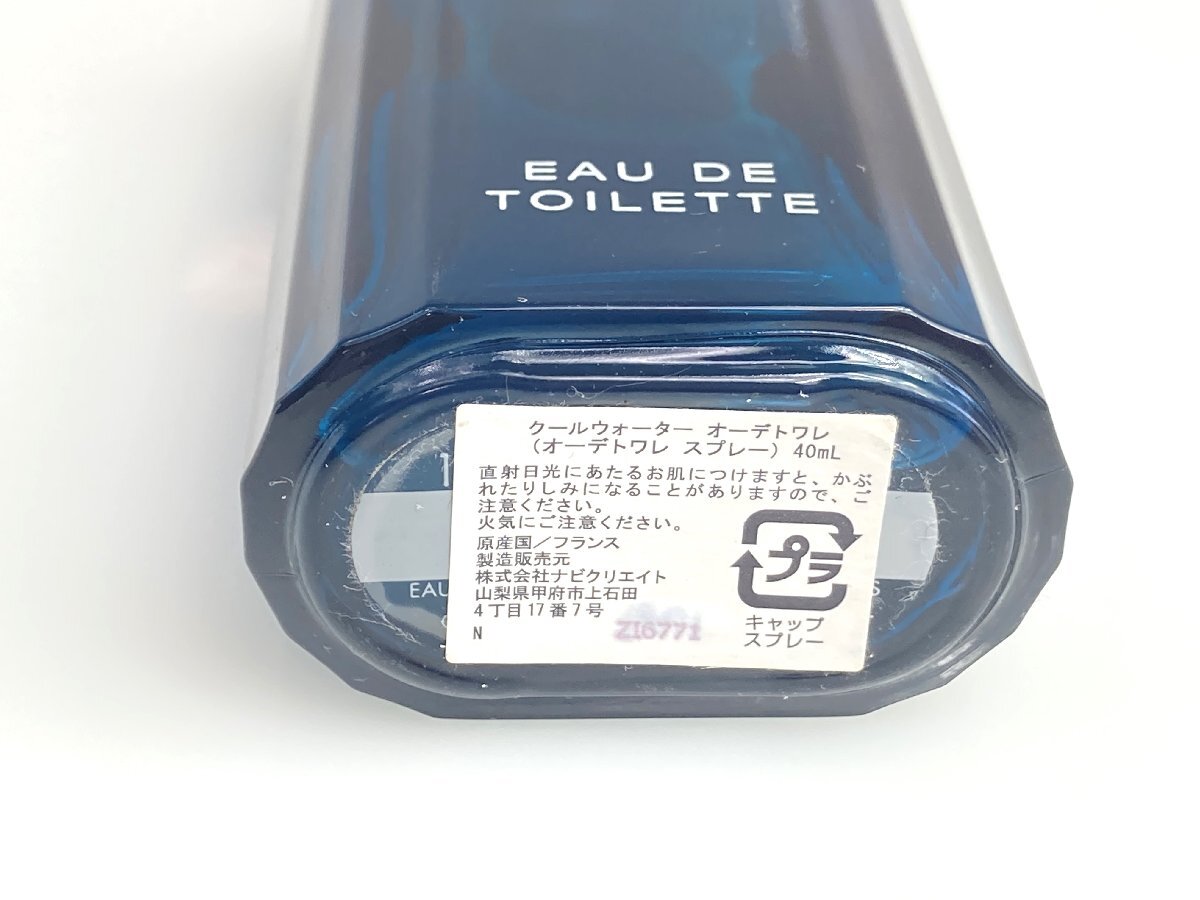 EAU DE
TOILETTE
クールウォーター オーデトワレ
(オーデトワレ スプレー) 40mL
直射日光にあたるお肌につけますと、かぶ
れたりしみになることがありますので、ご
注意ください。
火気にご注意ください。
原産国/フランス
製造販売元
株式会社ナビクリエイト
山梨県甲府市上石田
4丁目17番7号
N
ZI6771
プラ
キャップ
スプレー
EAU